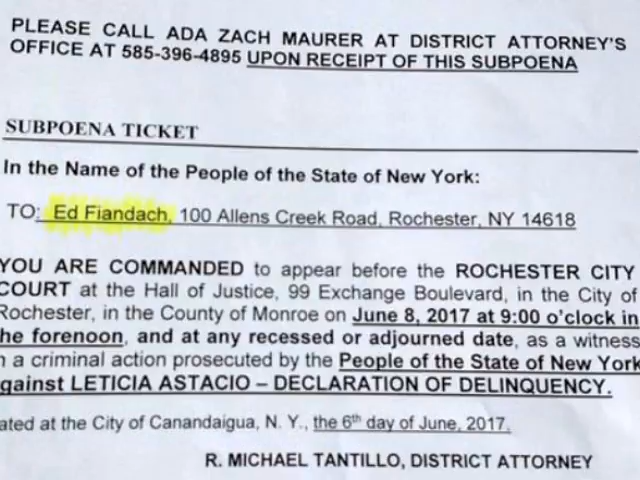 PLEASE CALL ADA ZACH MAURER AT DISTRICT ATTORNEY'S
OFFICE AT 585-396-4895 UPON RECEIPT OF THIS SUBPOENA
SUBPOENA TICKET
In the Name of the People of the State of New York:
TO: Ed Fiandach, 100 Allens Creek Road, Rochester, NY 14618
YOU ARE COMMANDED to appear before the ROCHESTER CITY
COURT at the Hall of Justice, 99 Exchange Boulevard, in the City of
Rochester, in the County of Monroe on June 8, 2017 at 9:00 o'clock in
he forenoon, and at any recessed or adjourned date, as a witness
n a criminal action prosecuted by the People of the State of New York
gainst LETICIA ASTACIO – DECLARATION OF DELINQUENCY.
ated at the City of Canandaigua, N. Y., the 6th day of June, 2017.
R. MICHAEL TANTILLO, DISTRICT ATTORNEY